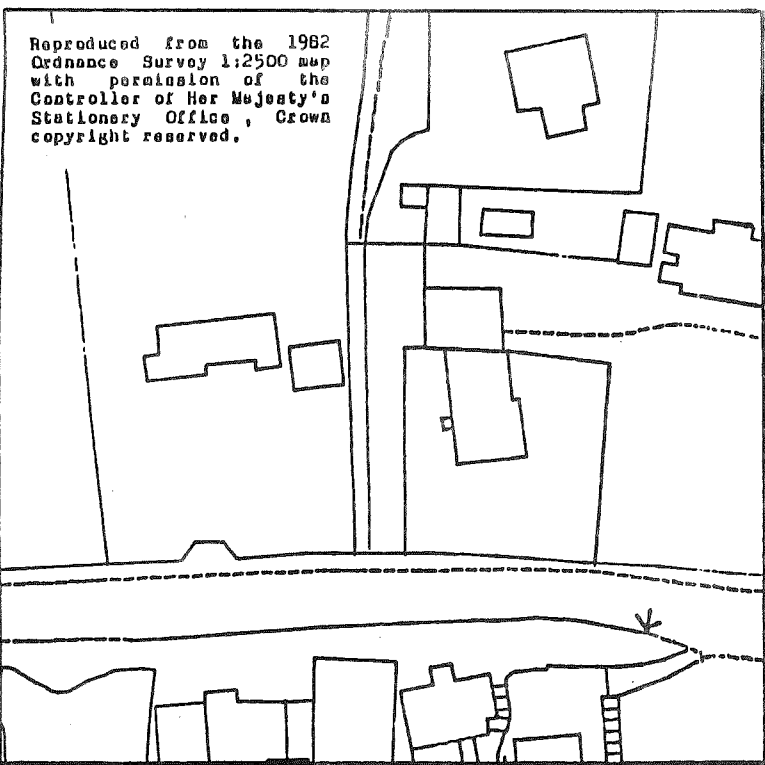 Reproduced from the 1982
Ordnance Survey 1:2500 map
with permission of the
Controller of Her Majesty's
Stationery Office , Crown
copyright reserved.